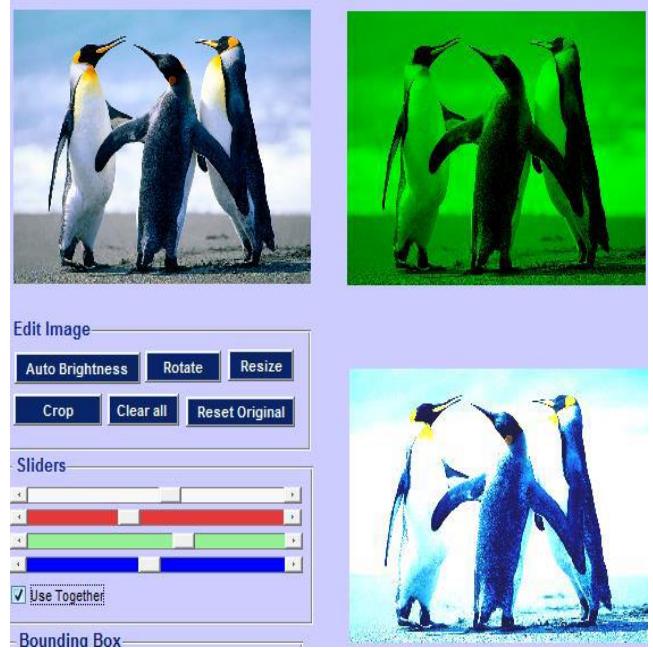 Edit Image
Auto Brightness Rotate Resize
Crop Clear all Reset Original
Sliders
Use Together
Bounding Box